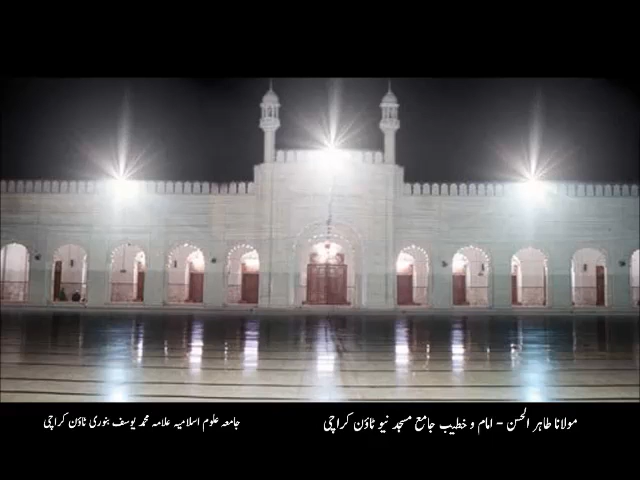 مولانا طاہر الحسن - امام و خطیب جامع مسجد نیو ٹاؤن کراچی
جامعہ علوم اسلامیہ علامہ محمد یوسف بنوری ٹاؤن کراچی